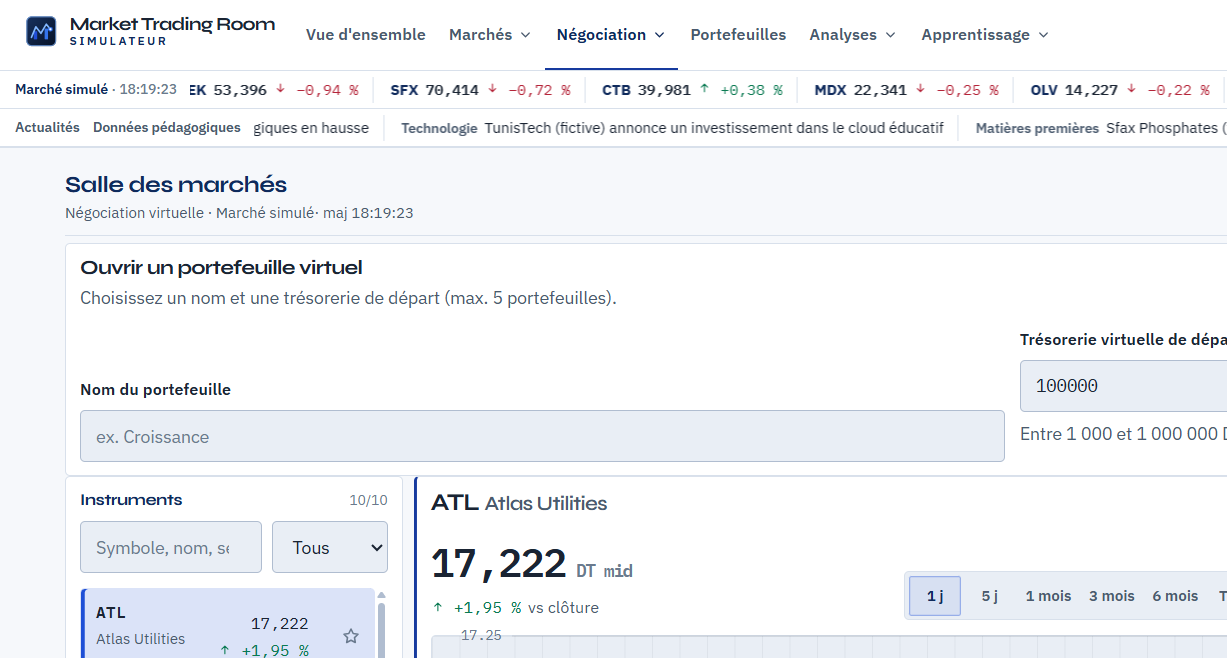 Market Trading Room
SIMULATEUR
Vue d'ensemble Marchés Négociation Portefeuilles Analyses Apprentissage
Marché simulé · 18:19:23 EK 53,396 ↓ −0,94 % SFX 70,414 ↓ −0,72 % CTB 39,981 ↑ +0,38 % MDX 22,341 ↓ −0,25 % OLV 14,227 ↓ −0,22 %
Actualités Données pédagogiques giques en hausse Technologie TunisTech (fictive) annonce un investissement dans le cloud éducatif Matières premières Sfax Phosphates (
Salle des marchés
Négociation virtuelle · Marché simulé· maj 18:19:23
Ouvrir un portefeuille virtuel
Choisissez un nom et une trésorerie de départ (max. 5 portefeuilles).
Trésorerie virtuelle de dépa
Nom du portefeuille
100000
ex. Croissance
Entre 1 000 et 1 000 000 D
Instruments 10/10
ATL Atlas Utilities
Symbole, nom, se Tous
17,222 DT mid
1 j 5 j 1 mois 3 mois 6 mois T
↑ +1,95 % vs clôture
ATL
17,222
Atlas Utilities
↑ +1,95 %
17.25